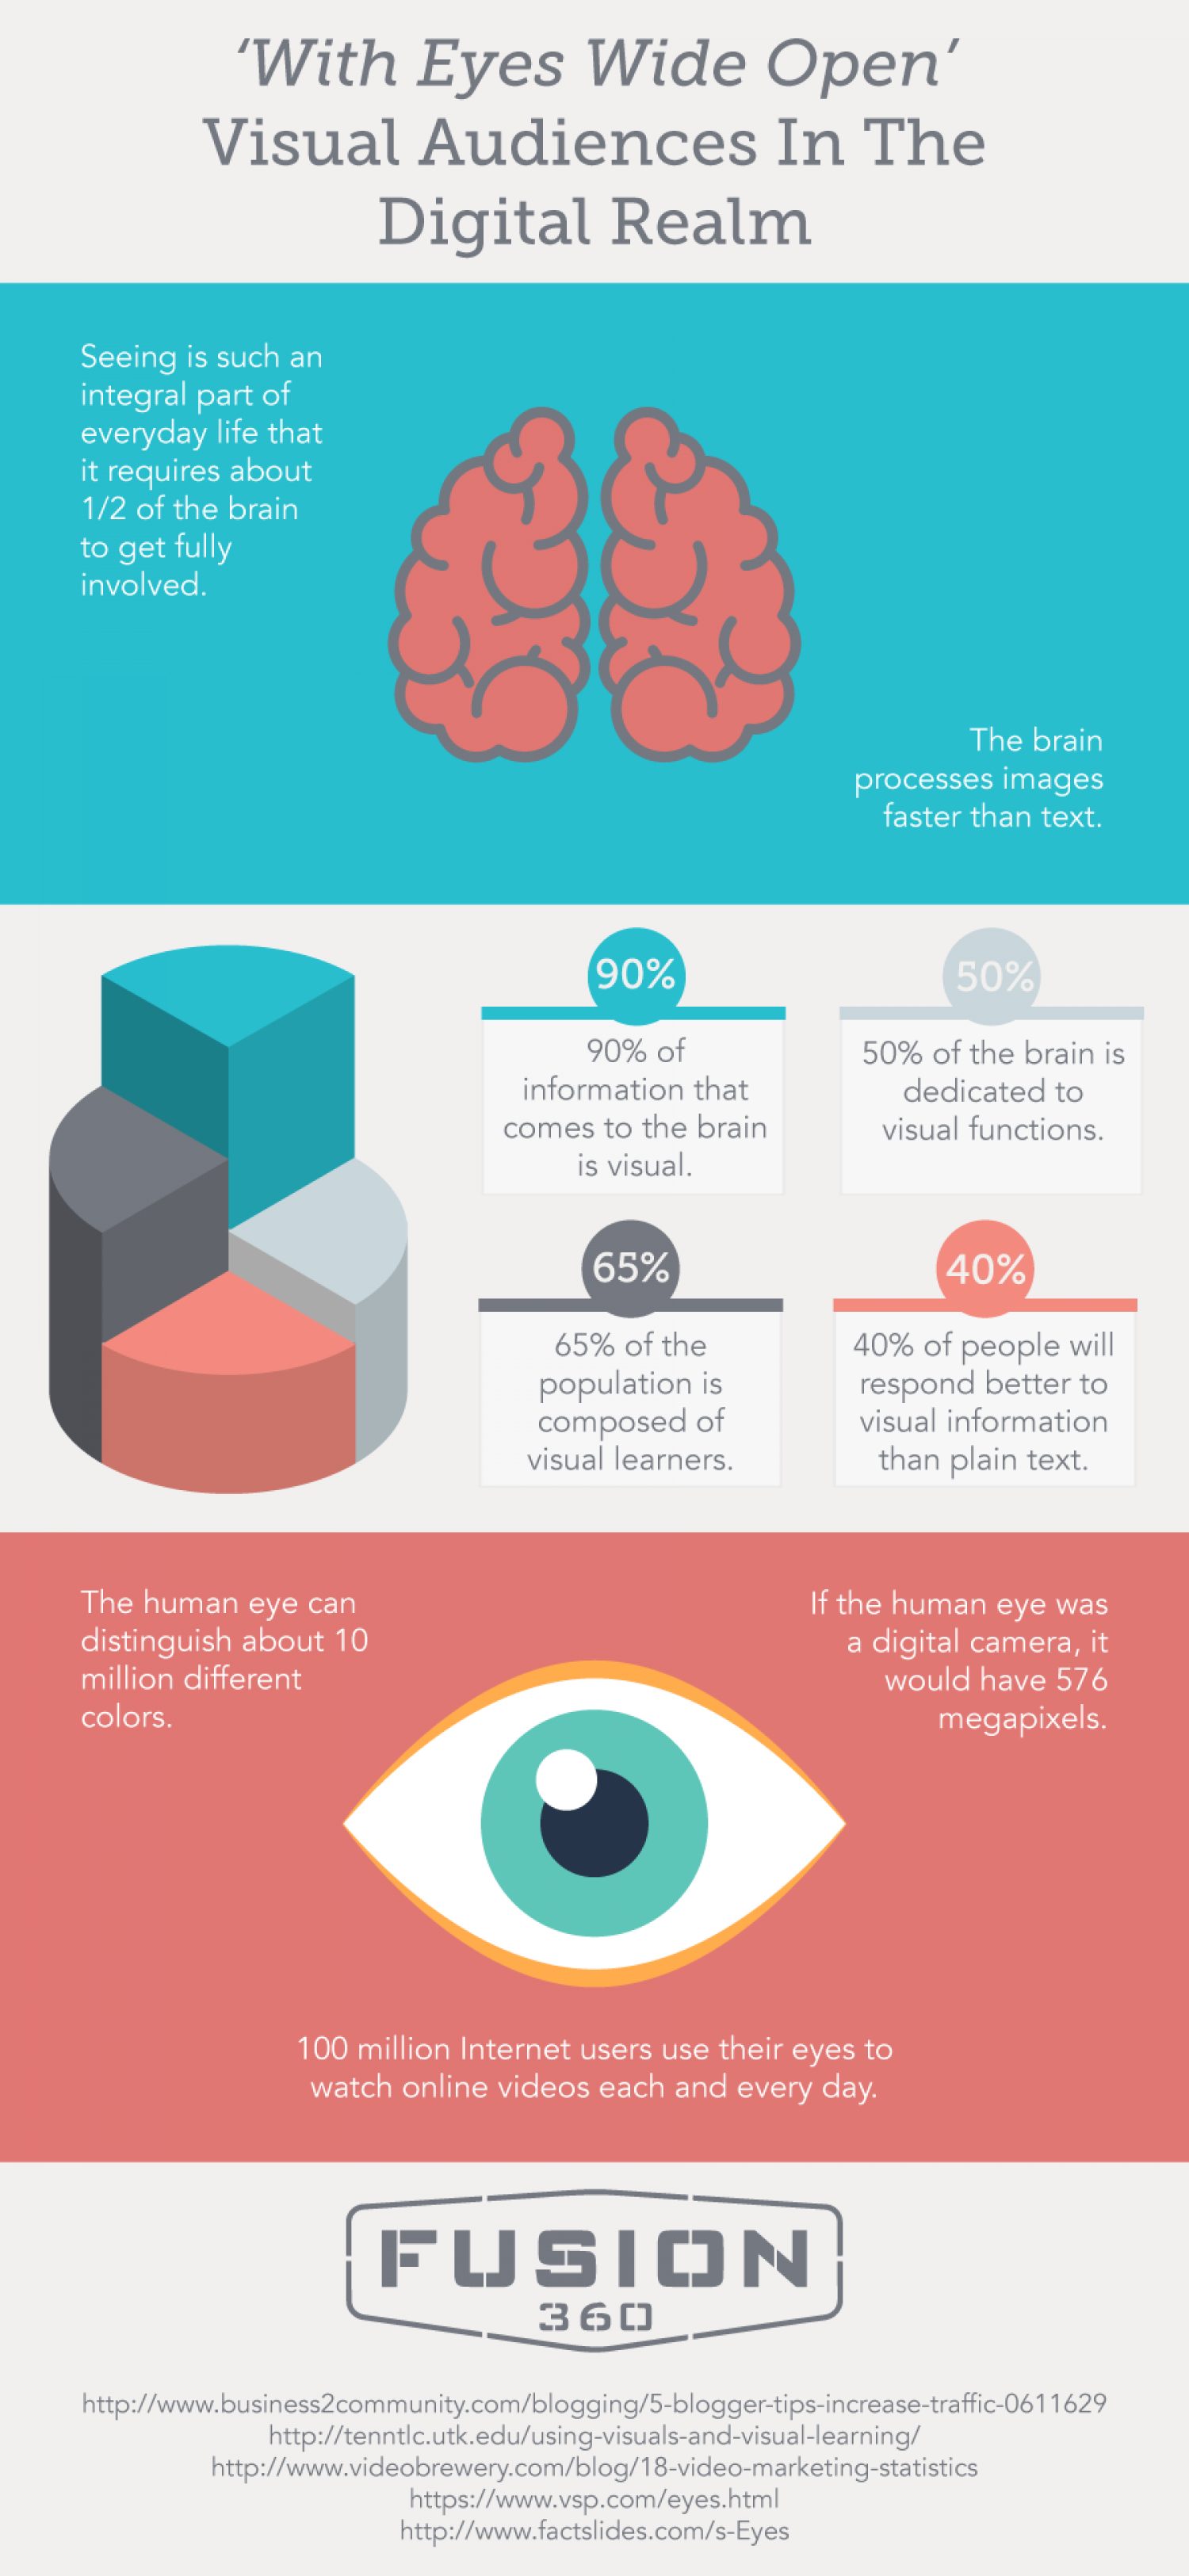 'With Eyes Wide Open'
Visual Audiences In The
Digital Realm
Seeing is such an
integral part of
everyday life that
it requires about
1/2 of the brain
to get fully
involved.
The brain
processes images
faster than text.
90%
90% of
information that
comes to the brain
is visual.
50%
50% of the brain is
dedicated to
visual functions.
65%
65% of the
population is
composed of
visual learners.
40%
40% of people will
respond better to
visual information
than plain text.
The human eye can
distinguish about 10
million different
colors.
If the human eye was
a digital camera, it
would have 576
megapixels.
100 million Internet users use their eyes to
watch online videos each and every day.
FUSION
360
http://www.business2community.com/blogging/5-blogger-tips-increase-traffic-0611629
http://tenntlc.utk.edu/using-visuals-and-visual-learning/
http://www.videobrewery.com/blog/18-video-marketing-statistics
https://www.vsp.com/eyes.html
http://www.factslides.com/s-Eyes